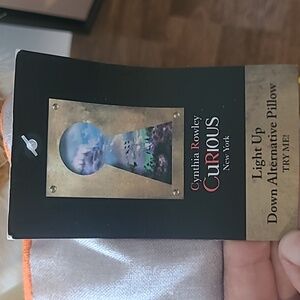 Cynthia Rowley
CuRious
New York
Light Up
Down Alternative Pillow
TRY ME!